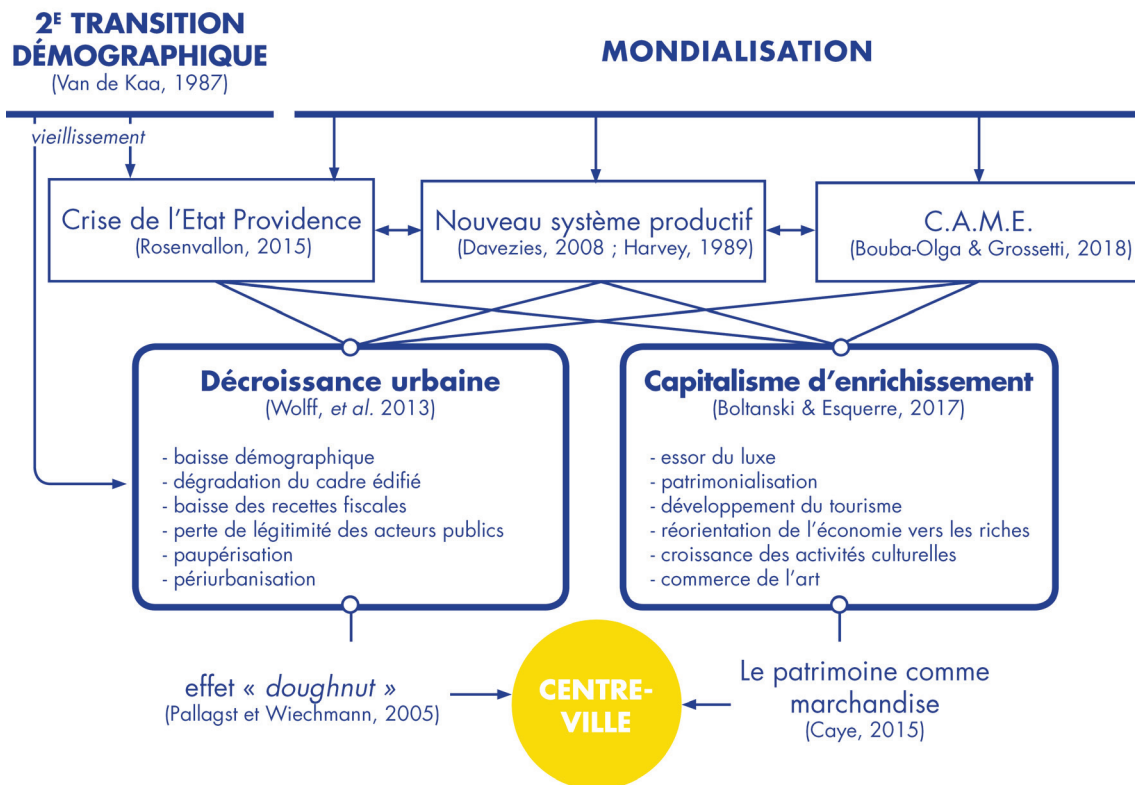 2E TRANSITION
DÉMOGRAPHIQUE
(Van de Kaa, 1987)
MONDIALISATION
vieillissement
Crise de l'Etat Providence
(Rosenvallon, 2015)
Nouveau système productif
(Davezies, 2008 ; Harvey, 1989)
C.A.M.E.
(Bouba-Olga & Grossetti, 2018)
Décroissance urbaine
(Wolff, et al. 2013)
- baisse démographique
- dégradation du cadre édifié
- baisse des recettes fiscales
- perte de légitimité des acteurs publics
- paupérisation
- périurbanisation
Capitalisme d'enrichissement
(Boltanski & Esquerre, 2017)
- essor du luxe
- patrimonialisation
- développement du tourisme
- réorientation de l'économie vers les riches
- croissance des activités culturelles
- commerce de l'art
effet « doughnut »
(Pallagst et Wiechmann, 2005)
CENTRE-
VILLE
Le patrimoine comme
marchandise
(Caye, 2015)